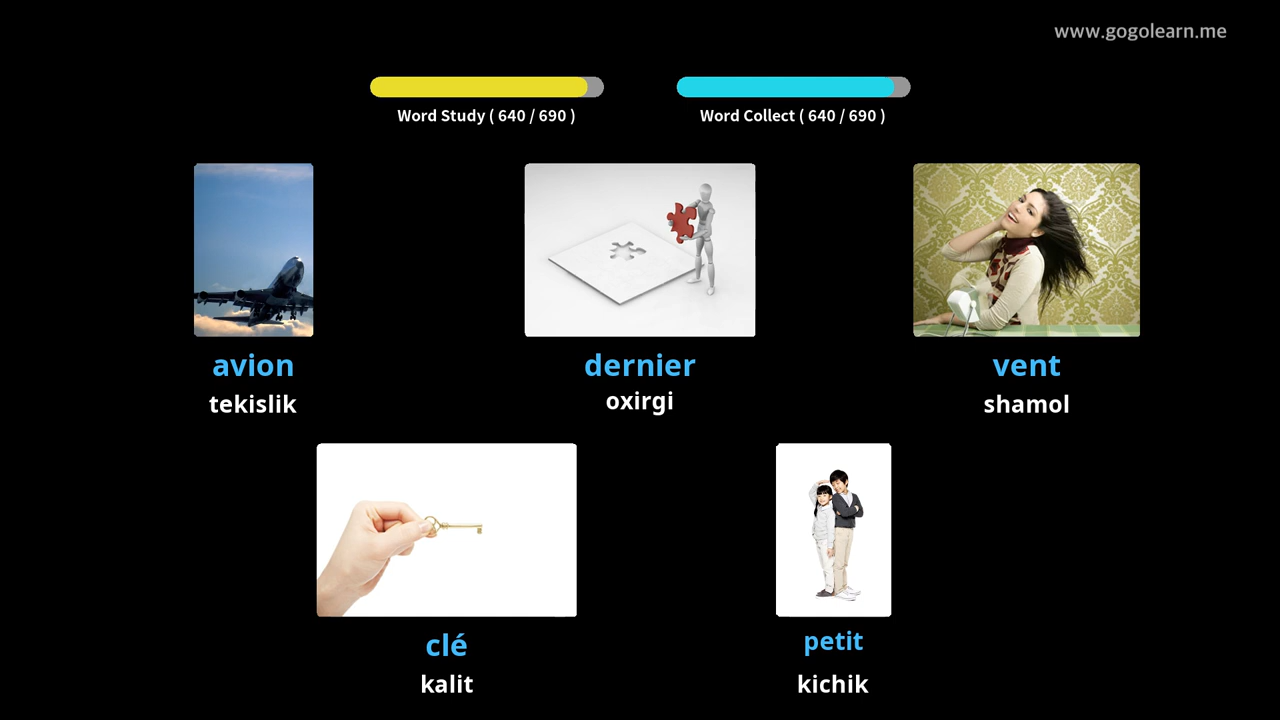 www.gogolearn.me
Word Study ( 640 / 690 )
Word Collect ( 640 / 690 )
avion
tekislik
dernier
oxirgi
vent
shamol
clé
kalit
petit
kichik